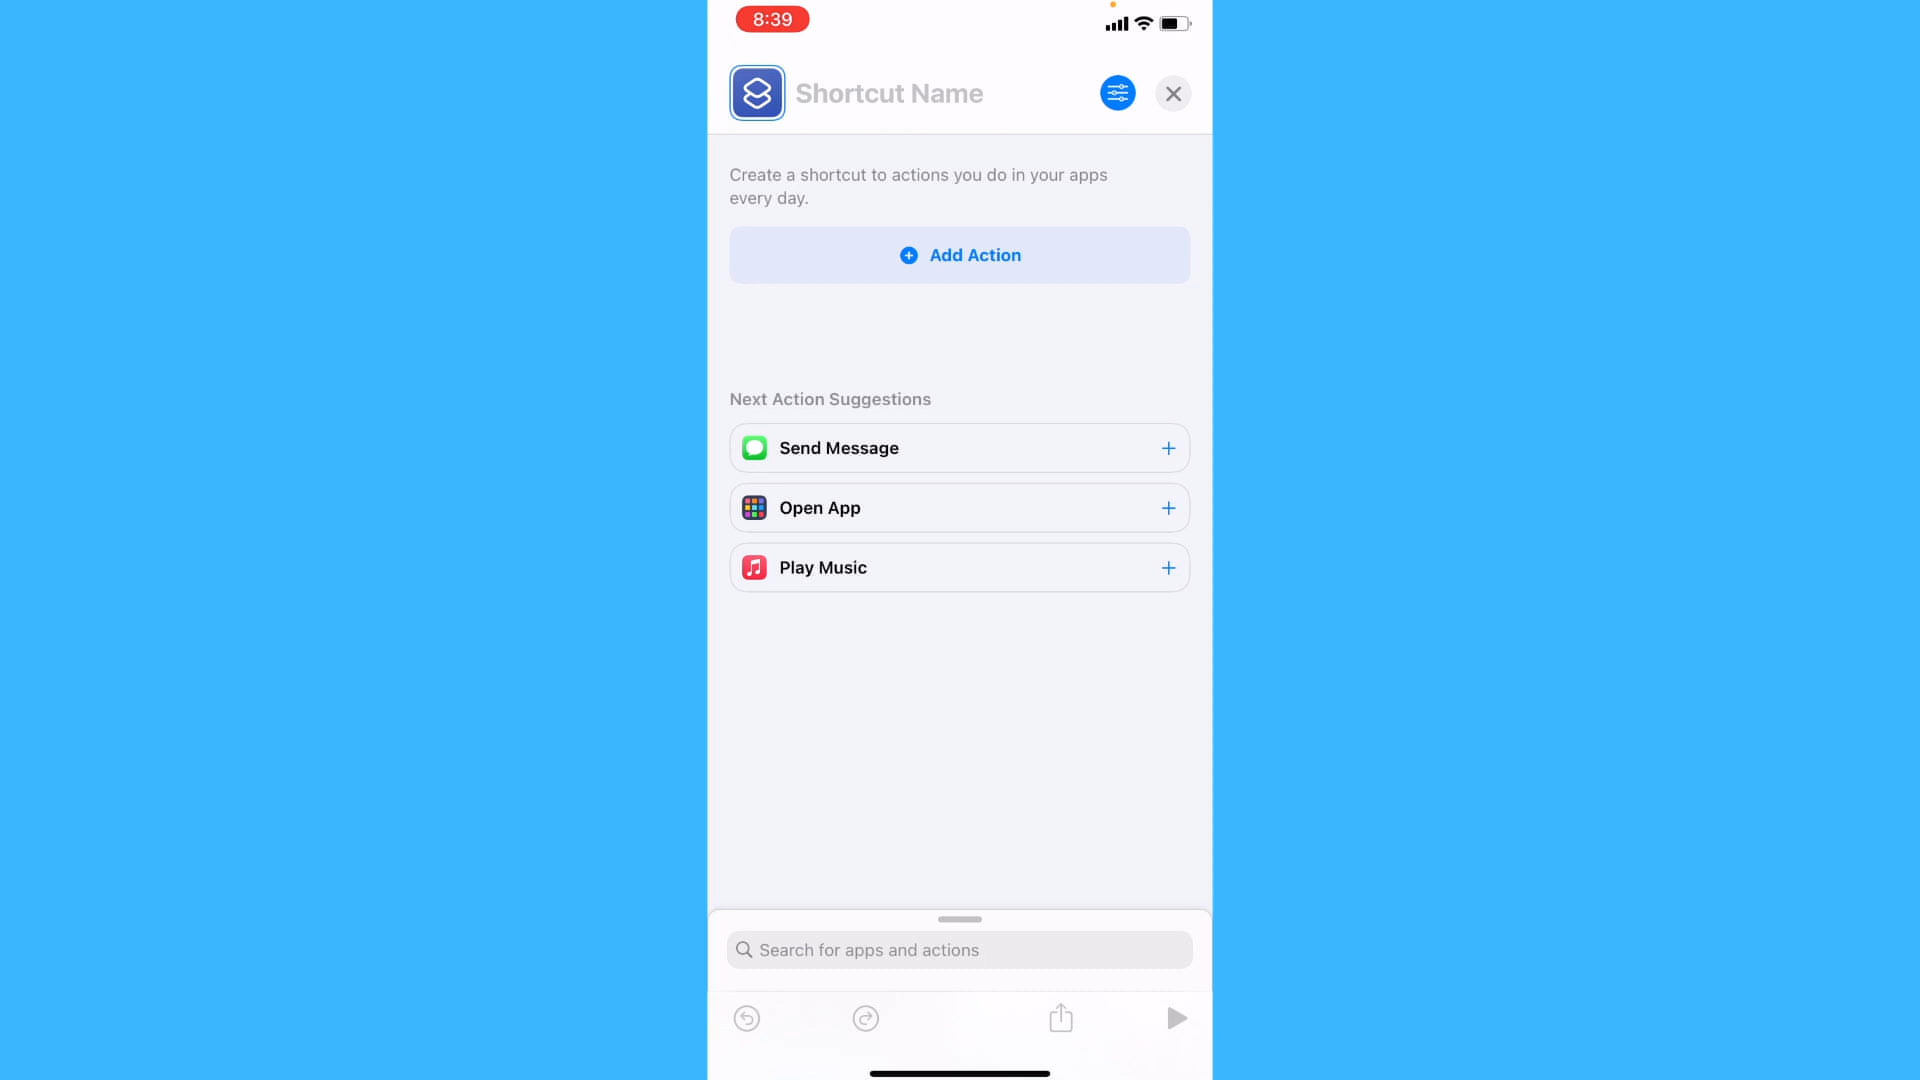 8:39
Shortcut Name
Create a shortcut to actions you do in your apps
every day.
Add Action
Next Action Suggestions
Send Message
Open App
Play Music
Search for apps and actions